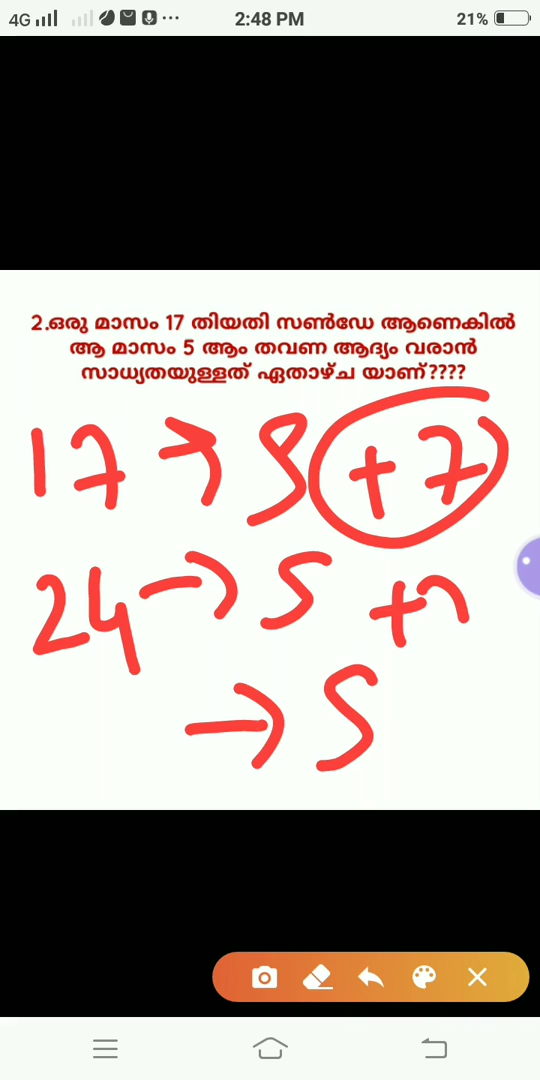 4G 2:48 PM 21%
2.ഒരു മാസം 17 തിയതി സൺഡേ ആണെകിൽ
ആ മാസം 5 ആം തവണ ആദ്യം വരാൻ
സാധ്യതയുള്ളത് ഏതാഴ്ച യാണ്????
17 → S +7
24 → S +7
→ S